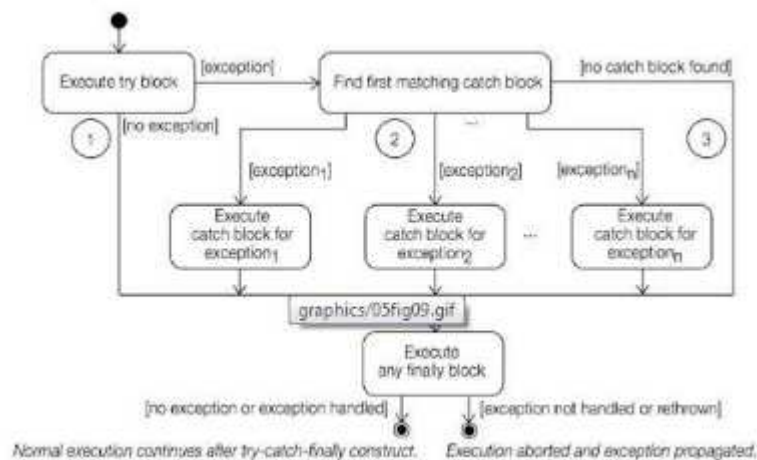 [exception]
[no catch block found]
Execute try block
Find first matching catch block
[no exception]
1
2
...
3
[exception1]
[exception2]
[exceptionn]
Execute
catch block for
exception1
Execute
catch block for
exception2
...
Execute
catch block for
exceptionn
graphics/05fig09.gif
Execute
any finally block
[no exception or exception handled]
[exception not handled or rethrown]
Normal execution continues after try-catch-finally construct.
Execution aborted and exception propagated.